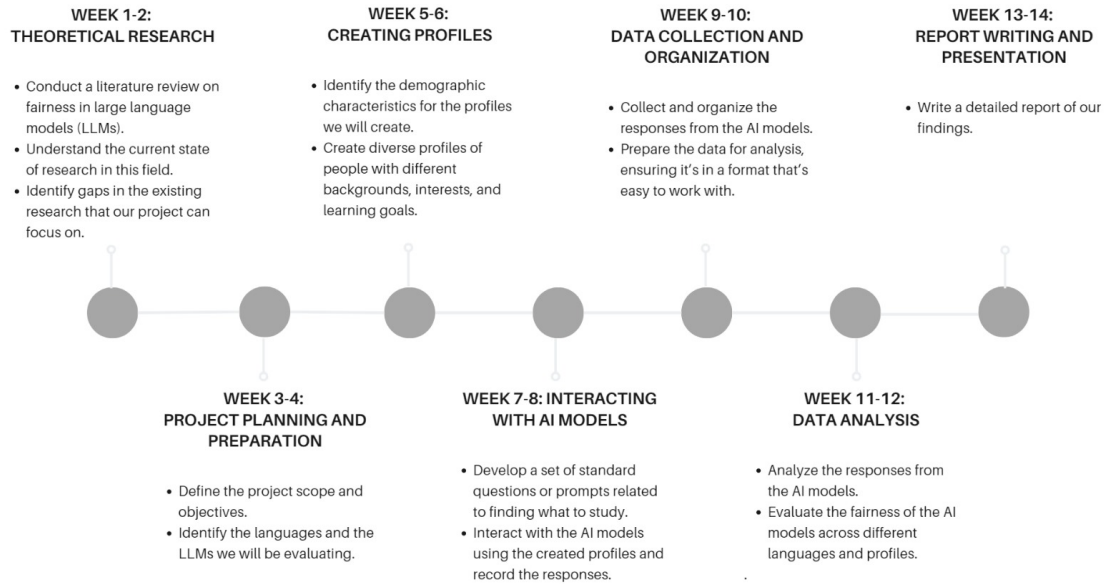 WEEK 1-2:
THEORETICAL RESEARCH
• Conduct a literature review on
fairness in large language
models (LLMs).
• Understand the current state
of research in this field.
• Identify gaps in the existing
research that our project can
focus on.
WEEK 5-6:
CREATING PROFILES
• Identify the demographic
characteristics for the profiles
we will create.
• Create diverse profiles of
people with different
backgrounds, interests, and
learning goals.
WEEK 9-10:
DATA COLLECTION AND
ORGANIZATION
• Collect and organize the
responses from the AI models.
• Prepare the data for analysis,
ensuring it's in a format that's
easy to work with.
WEEK 13-14:
REPORT WRITING AND
PRESENTATION
• Write a detailed report of our
findings.
WEEK 3-4:
PROJECT PLANNING AND
PREPARATION
• Define the project scope and
objectives.
• Identify the languages and the
LLMs we will be evaluating.
WEEK 7-8: INTERACTING
WITH AI MODELS
• Develop a set of standard
questions or prompts related
to finding what to study.
• Interact with the AI models
using the created profiles and
record the responses.
WEEK 11-12:
DATA ANALYSIS
• Analyze the responses from
the AI models.
• Evaluate the fairness of the AI
models across different
languages and profiles.
.